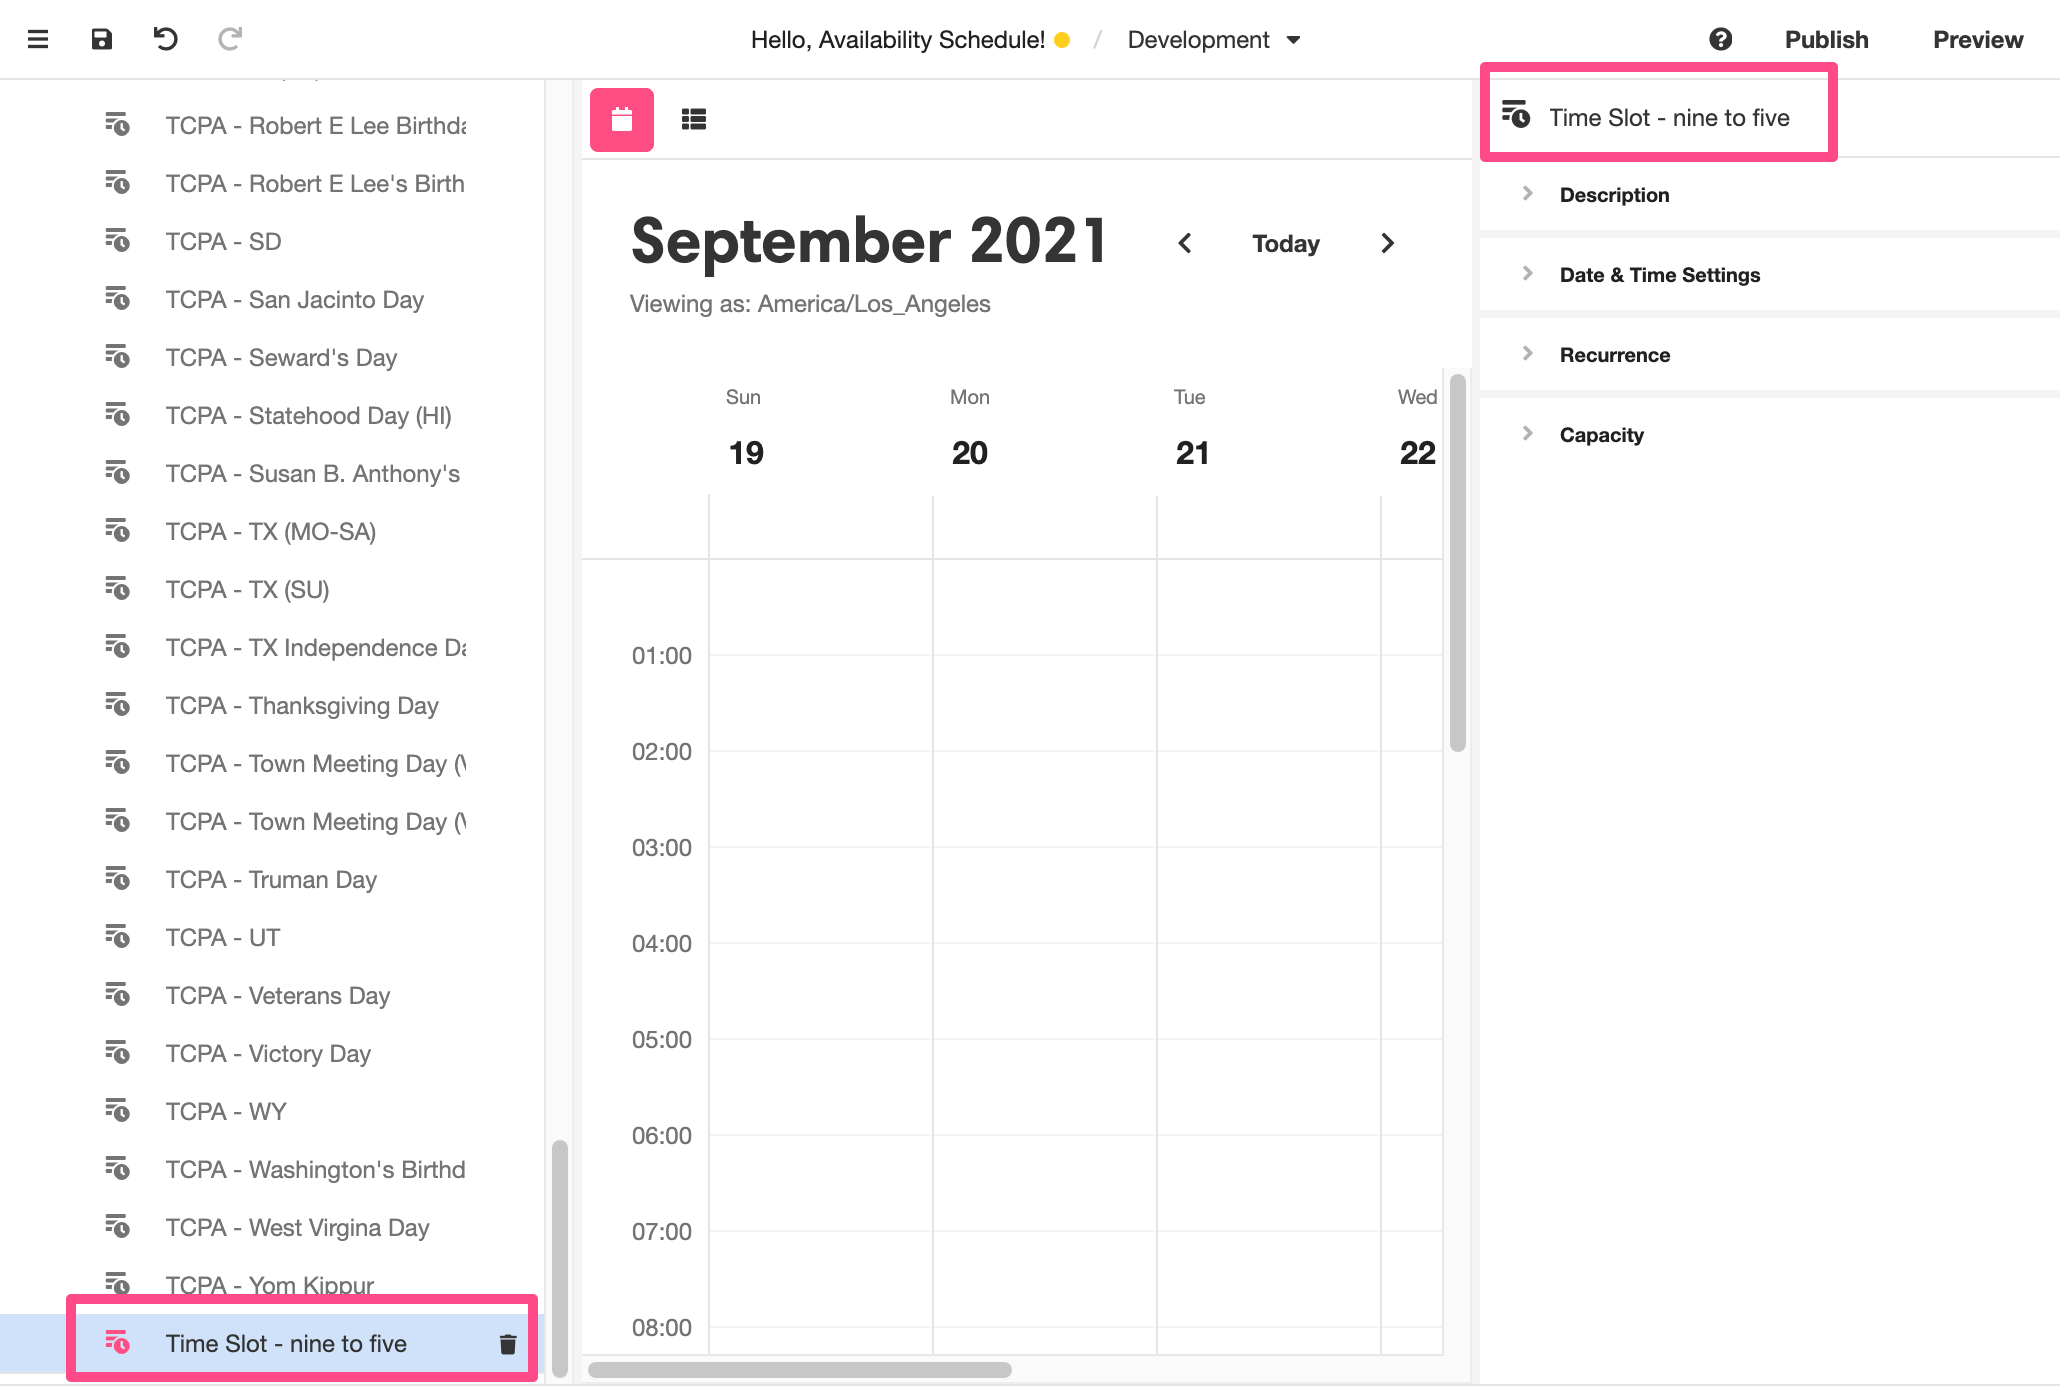 Hello, Availability Schedule! / Development
Publish
Preview
TCPA - Robert E Lee Birthda
TCPA - Robert E Lee's Birth
TCPA - SD
TCPA - San Jacinto Day
TCPA - Seward's Day
TCPA - Statehood Day (HI)
TCPA - Susan B. Anthony's
TCPA - TX (MO-SA)
TCPA - TX (SU)
TCPA - TX Independence Da
TCPA - Thanksgiving Day
TCPA - Town Meeting Day (V
TCPA - Town Meeting Day (V
TCPA - Truman Day
TCPA - UT
TCPA - Veterans Day
TCPA - Victory Day
TCPA - WY
TCPA - Washington's Birthd
TCPA - West Virgina Day
TCPA - Yom Kippur
Time Slot - nine to five
September 2021
Today
Viewing as: America/Los_Angeles
Sun Mon Tue Wed
19 20 21 22
01:00
02:00
03:00
04:00
05:00
06:00
07:00
08:00
Time Slot - nine to five
Description
Date & Time Settings
Recurrence
Capacity